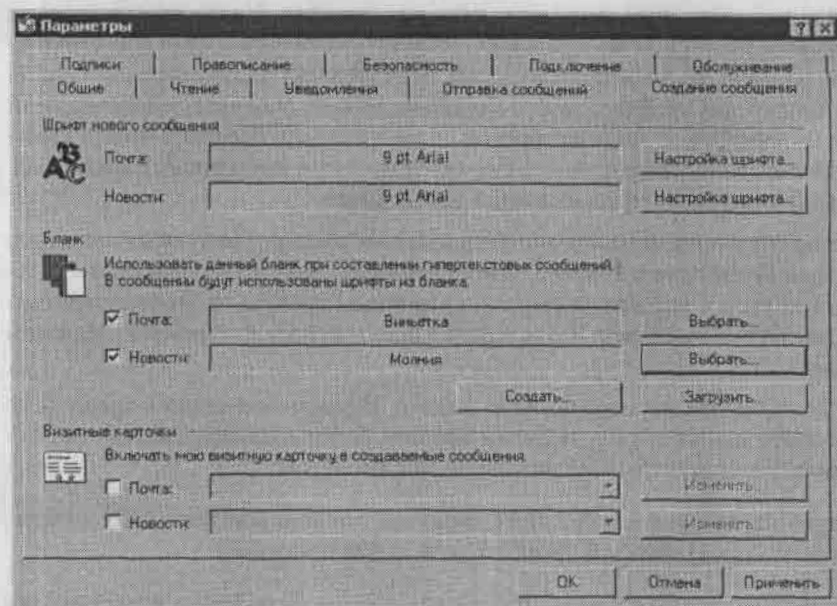 Параметры
Подписи Правописание Безопасность Подключение Обслуживание
Общие Чтение Уведомления Отправка сообщений Создание сообщения
Шрифт нового сообщения
Почта: 9 pt. Arial Настройка шрифта...
Новости: 9 pt. Arial Настройка шрифта...
Бланк
Использовать данный бланк при составлении гипертекстовых сообщений.
В сообщении будут использованы шрифты из бланка.
Почта: Виньетка Выбрать...
Новости: Молния Выбрать...
Создать... Загрузить...
Визитные карточки
Включать мою визитную карточку в создаваемые сообщения.
Почта: Изменить...
Новости: Изменить...
OK Отмена Применить